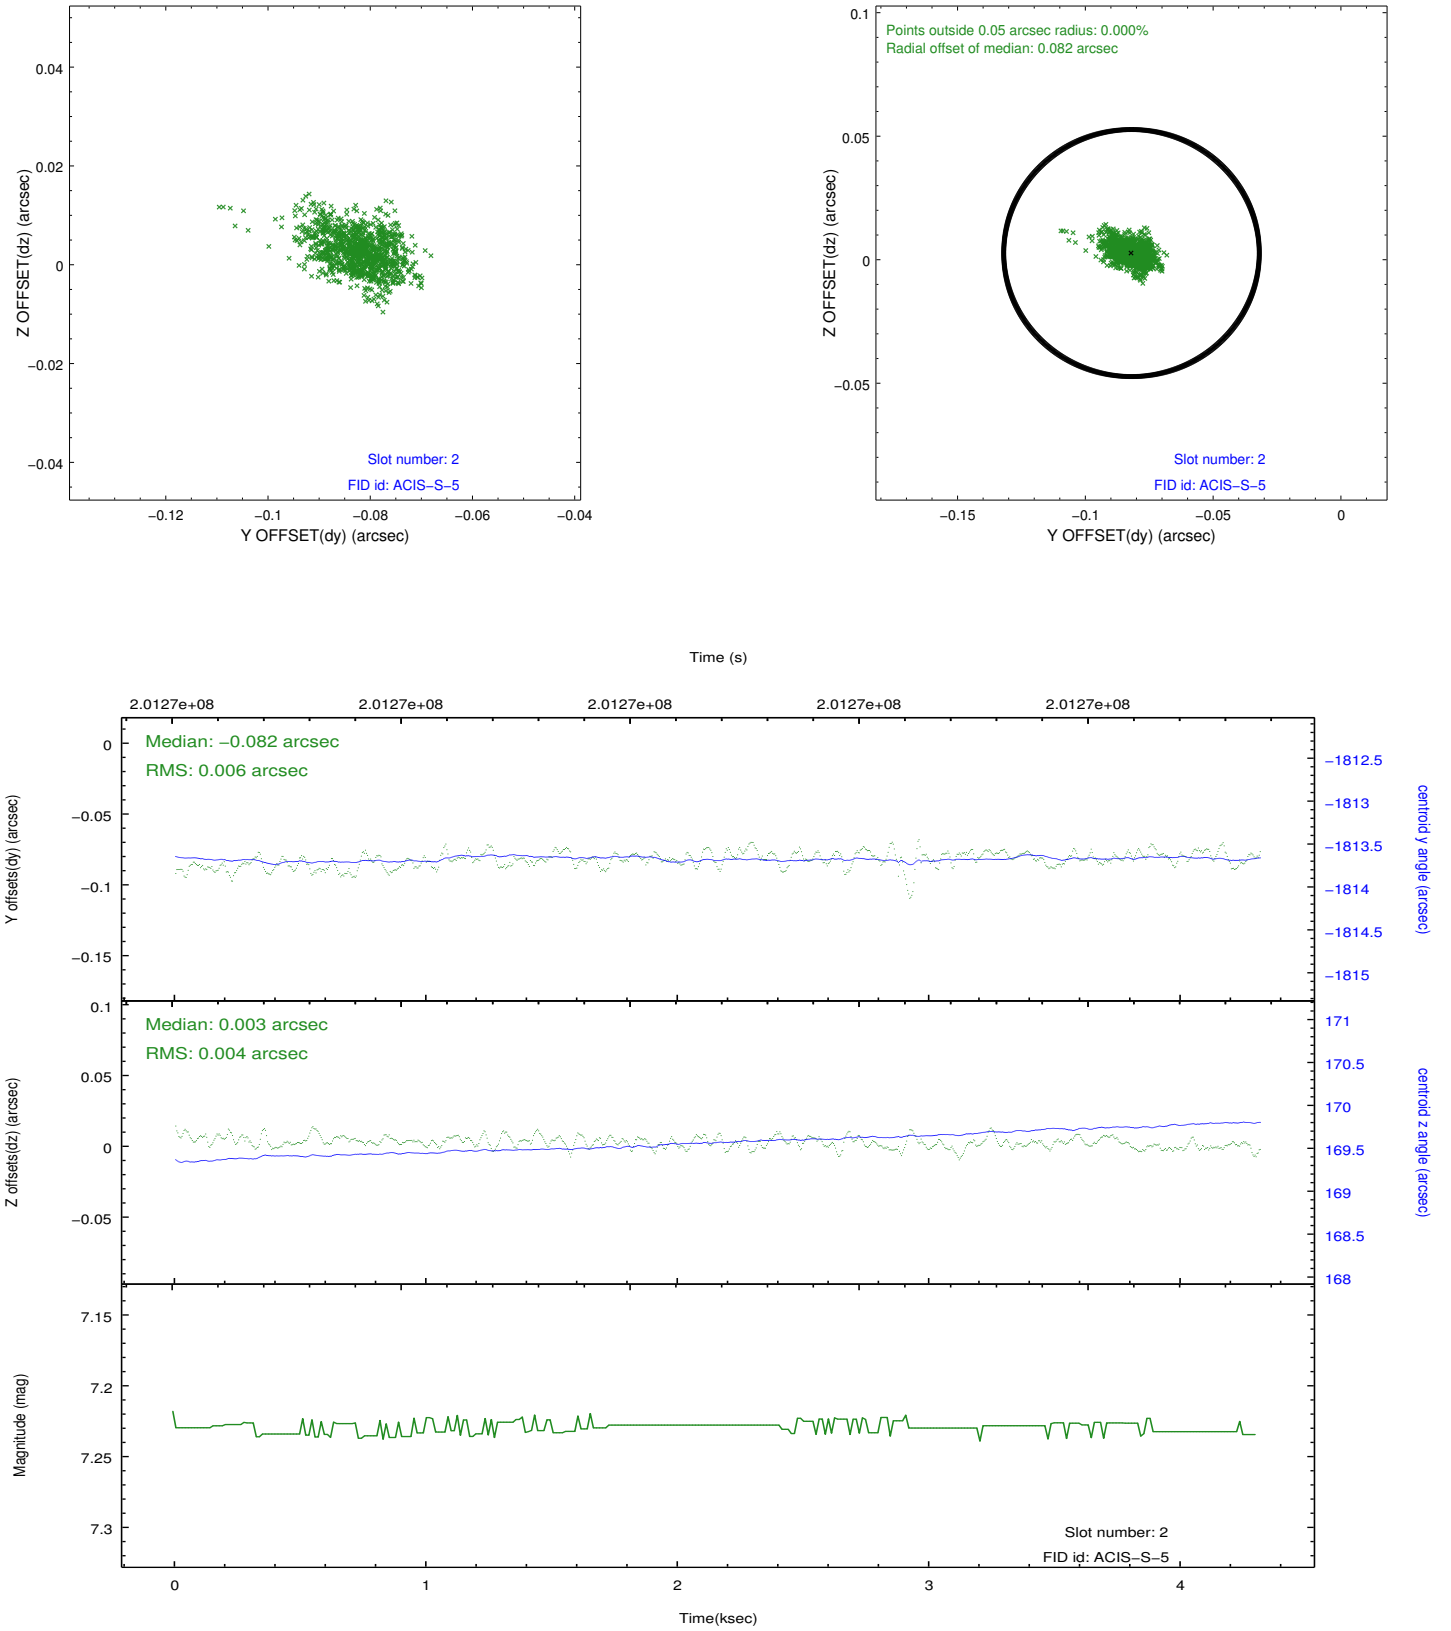 0.04
0.02
0
−0.02
−0.04
Z OFFSET(dz) (arcsec)
Slot number: 2
FID id: ACIS−S−5
−0.12 −0.1 −0.08 −0.06 −0.04
Y OFFSET(dy) (arcsec)
Points outside 0.05 arcsec radius: 0.000%
Radial offset of median: 0.082 arcsec
0.1
0.05
0
−0.05
Z OFFSET(dz) (arcsec)
Slot number: 2
FID id: ACIS−S−5
−0.15 −0.1 −0.05 0
Y OFFSET(dy) (arcsec)
Time (s)
2.0127e+08 2.0127e+08 2.0127e+08 2.0127e+08 2.0127e+08
Median: −0.082 arcsec
RMS: 0.006 arcsec
0
−0.05
−0.1
−0.15
Y offsets(dy) (arcsec)
−1812.5
−1813
−1813.5
−1814
−1814.5
−1815
centroid y angle (arcsec)
Median: 0.003 arcsec
RMS: 0.004 arcsec
0.1
0.05
0
−0.05
Z offsets(dz) (arcsec)
171
170.5
170
169.5
169
168.5
168
centroid z angle (arcsec)
7.15
7.2
7.25
7.3
Magnitude (mag)
Slot number: 2
FID id: ACIS−S−5
0 1 2 3 4
Time(ksec)